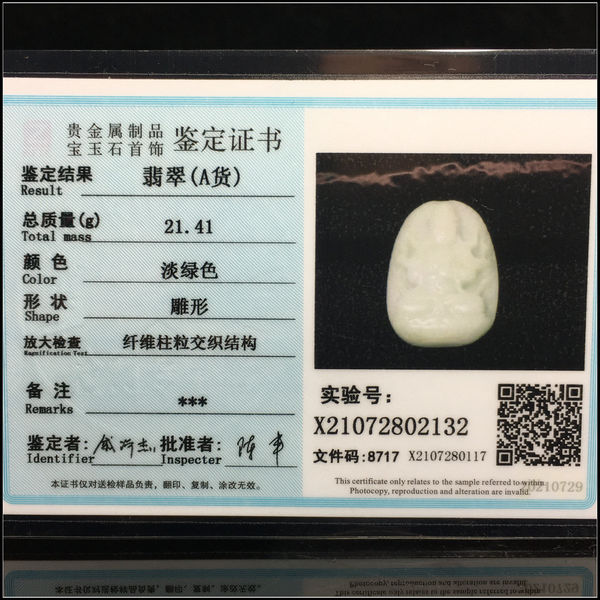 贵金属制品
宝玉石首饰 鉴定证书
鉴定结果 翡翠(A货)
Result
总质量(g) 21.41
Total mass
颜色 淡绿色
Color
形状 雕形
Shape
放大检查 纤维柱粒交织结构
Magnification Test
备注 ***
Remarks
鉴定者: 批准者:
Identifier Inspecter
本证书仅对送检样品负责，翻印、复制、涂改无效。
实验号:
X21072802132
文件码:8717 X2107280117
This certificate only relates to the sample referred to within.
Photocopy, reproduction and alteration are invalid.
20210729